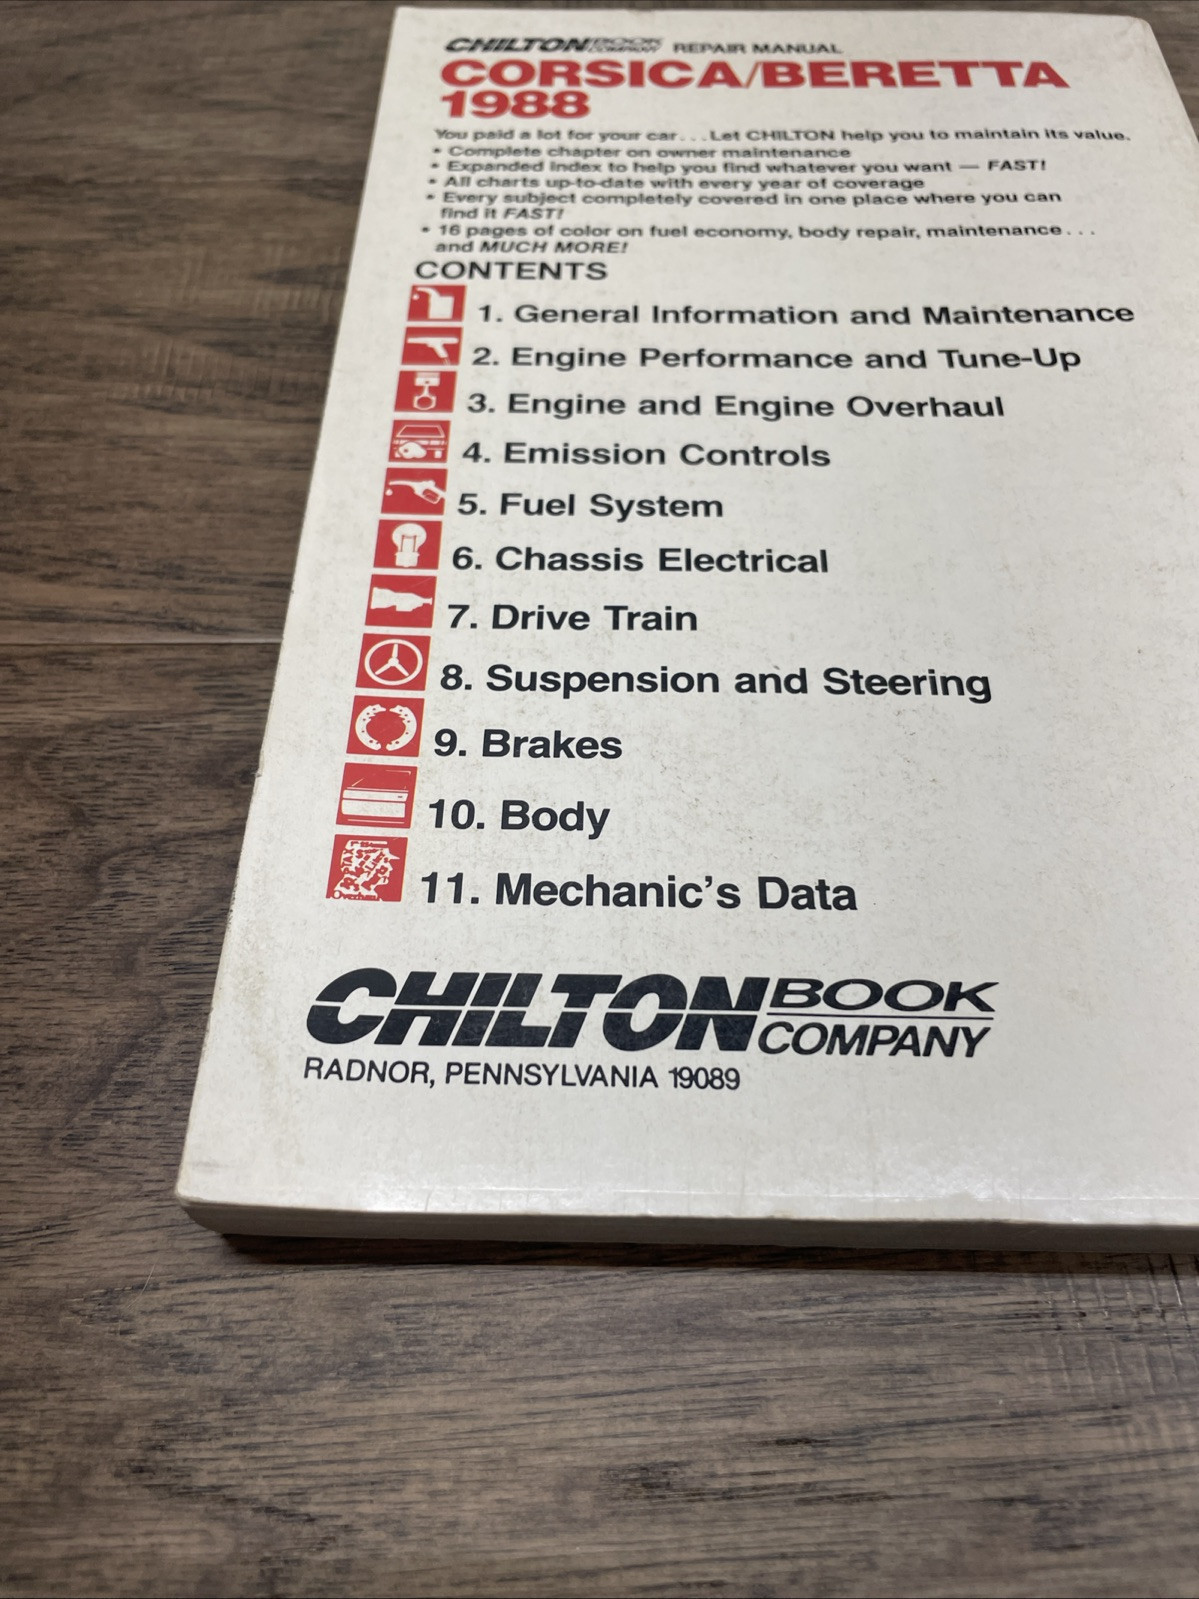 CHILTON BOOK COMPANY REPAIR MANUAL
CORSICA/BERETTA
1988
You paid a lot for your car... Let CHILTON help you to maintain its value.
• Complete chapter on owner maintenance
• Expanded index to help you find whatever you want — FAST!
• All charts up-to-date with every year of coverage
• Every subject completely covered in one place where you can
find it FAST!
• 16 pages of color on fuel economy, body repair, maintenance...
and MUCH MORE!
CONTENTS
1. General Information and Maintenance
2. Engine Performance and Tune-Up
3. Engine and Engine Overhaul
4. Emission Controls
5. Fuel System
6. Chassis Electrical
7. Drive Train
8. Suspension and Steering
9. Brakes
10. Body
11. Mechanic's Data
CHILTON BOOK
COMPANY
RADNOR, PENNSYLVANIA 19089